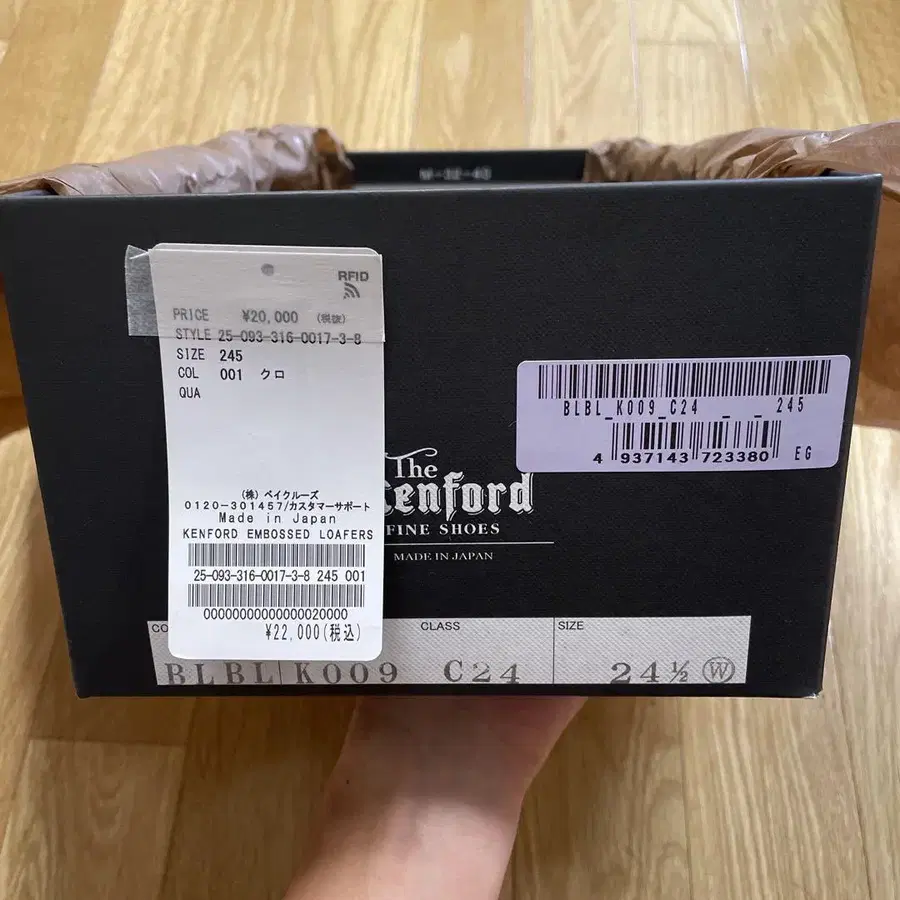 M-32-43
RFID
PRICE ¥20,000 (税抜)
STYLE 25-093-316-0017-3-8
SIZE 245
COL 001 クロ
QUA
(株) ベイクルーズ
0120-301457/カスタマーサポート
Made in Japan
KENFORD EMBOSSED LOAFERS
25-093-316-0017-3-8 245 001
00000000000000020000
¥22,000(税込)
BLBL_K009_C24 _ _ 245
4 937143 723380 EG
The
Kenford
FINE SHOES
MADE IN JAPAN
CO CLASS SIZE
BLBL K009 C24 24½ W